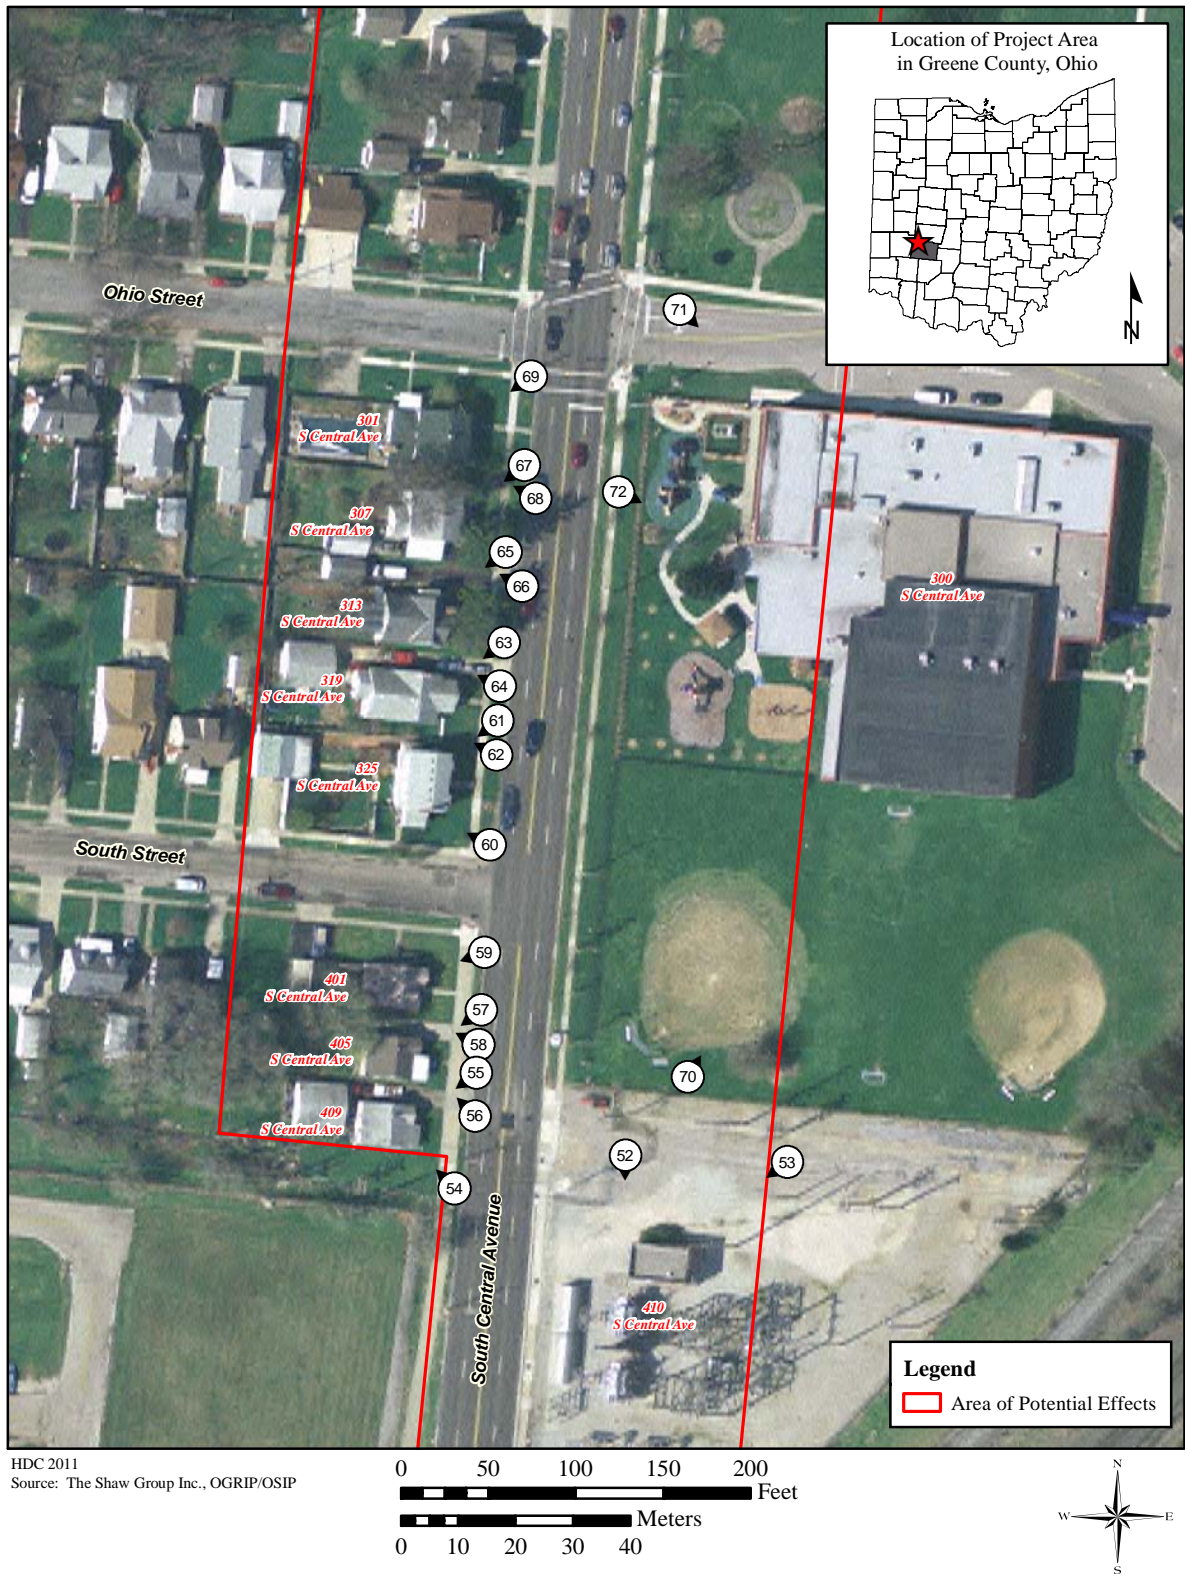 Location of Project Area
in Greene County, Ohio
N
Ohio Street
71
69
301
S Central Ave
67
68
72
307
S Central Ave
65
66
300
S Central Ave
313
S Central Ave
63
319
S Central Ave
64
61
62
325
S Central Ave
60
South Street
59
401
S Central Ave
57
58
405
S Central Ave
55
70
56
409
S Central Ave
52
53
54
South Central Avenue
410
S Central Ave
Legend
Area of Potential Effects
HDC 2011
Source: The Shaw Group Inc., OGRIP/OSIP
0 50 100 150 200
Feet
Meters
0 10 20 30 40
N
W E
S